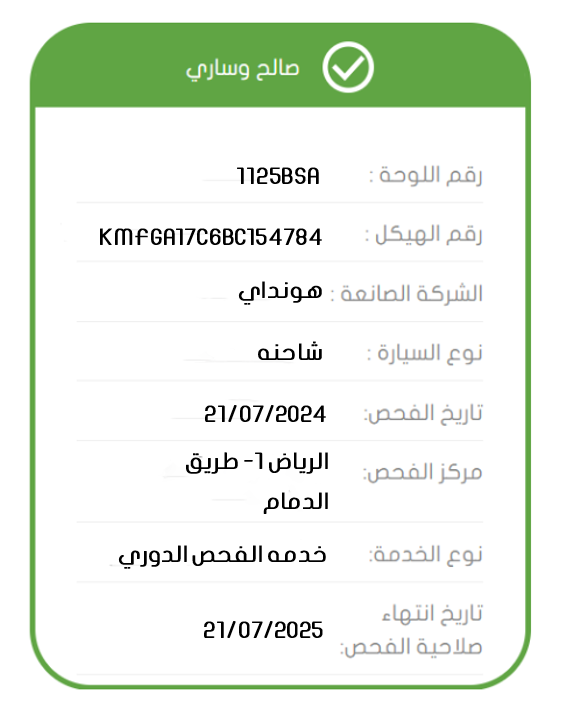 صالح وساري
رقم اللوحة : 1125BSA
رقم الهيكل : KMFGA17C6BC154784
الشركة الصانعة : هونداي
نوع السيارة : شاحنه
تاريخ الفحص: 21/07/2024
مركز الفحص: الرياض 1- طريق
الدمام
نوع الخدمة: خدمه الفحص الدوري
تاريخ انتهاء
صلاحية الفحص: 21/07/2025